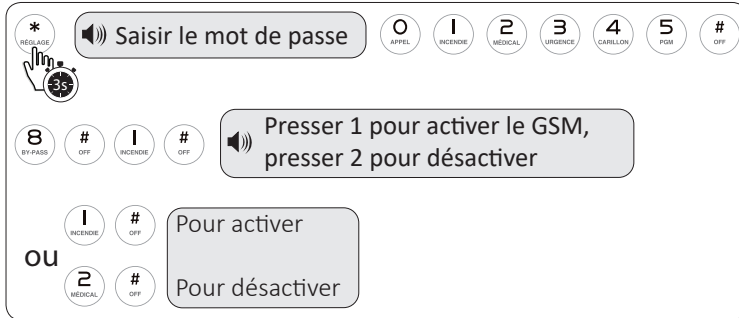 * RÉGLAGE Saisir le mot de passe 0 APPEL 1 INCENDIE 2 MÉDICAL 3 URGENCE 4 CARILLON 5 PGM # OFF
3s
8 BY-PASS # OFF 1 INCENDIE # OFF Presser 1 pour activer le GSM,
presser 2 pour désactiver
1 INCENDIE # OFF Pour activer
ou
2 MÉDICAL # OFF Pour désactiver